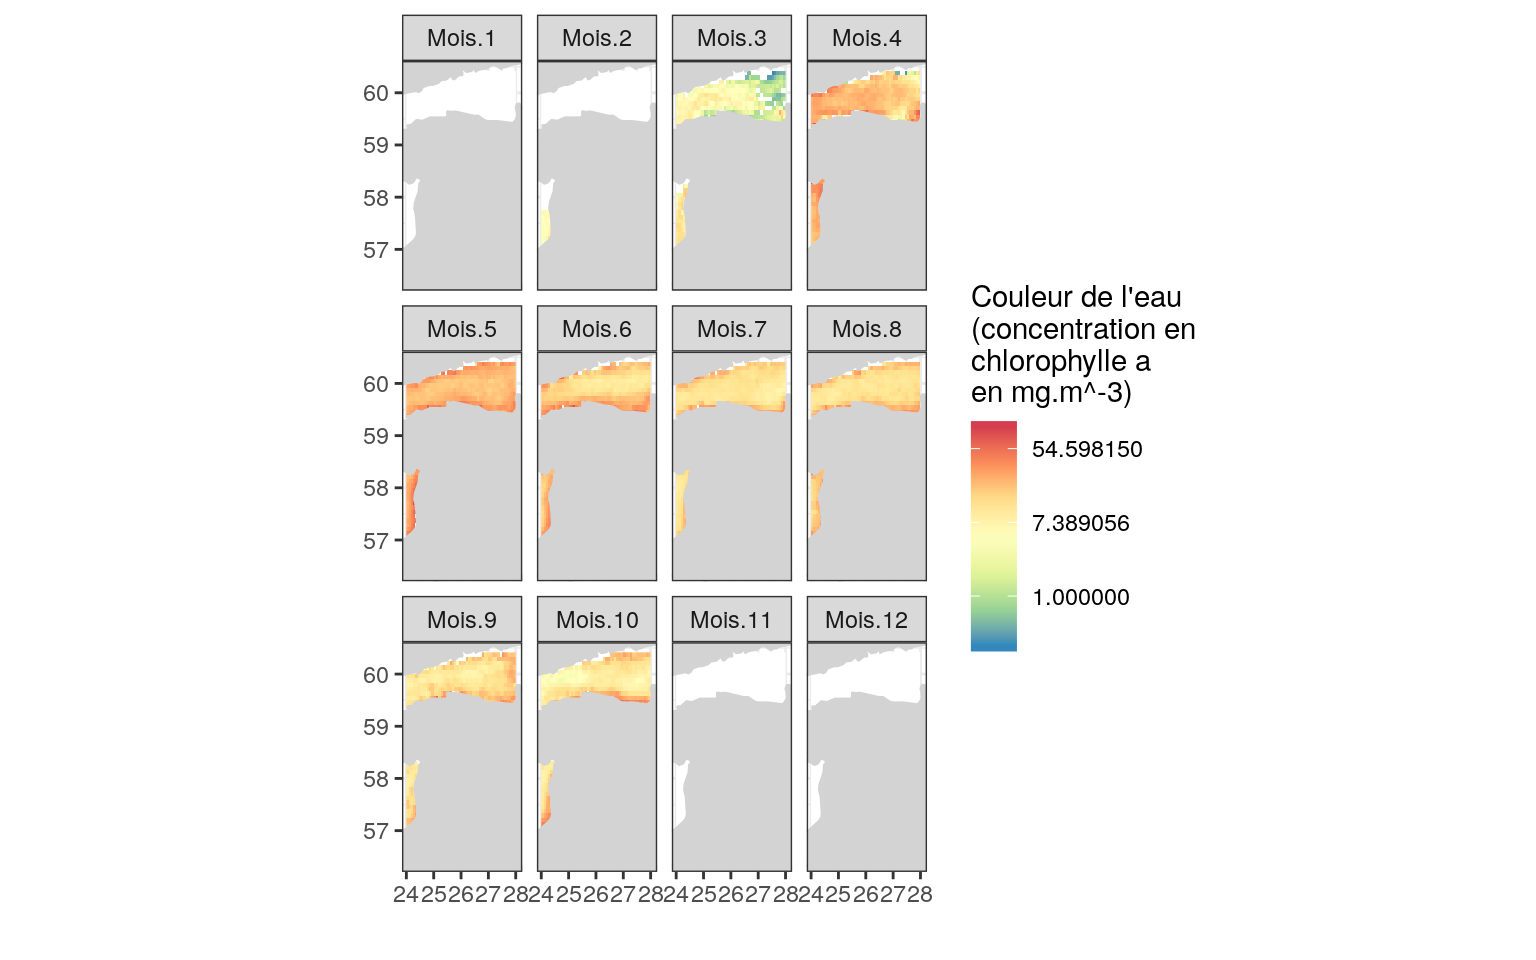 Mois.1 Mois.2 Mois.3 Mois.4
60
59
58
57
Mois.5 Mois.6 Mois.7 Mois.8
60
59
58
57
Mois.9 Mois.10 Mois.11 Mois.12
60
59
58
57
24 25 26 27 28 24 25 26 27 28 24 25 26 27 28 24 25 26 27 28
Couleur de l'eau
(concentration en
chlorophylle a
en mg.m^-3)
54.598150
7.389056
1.000000